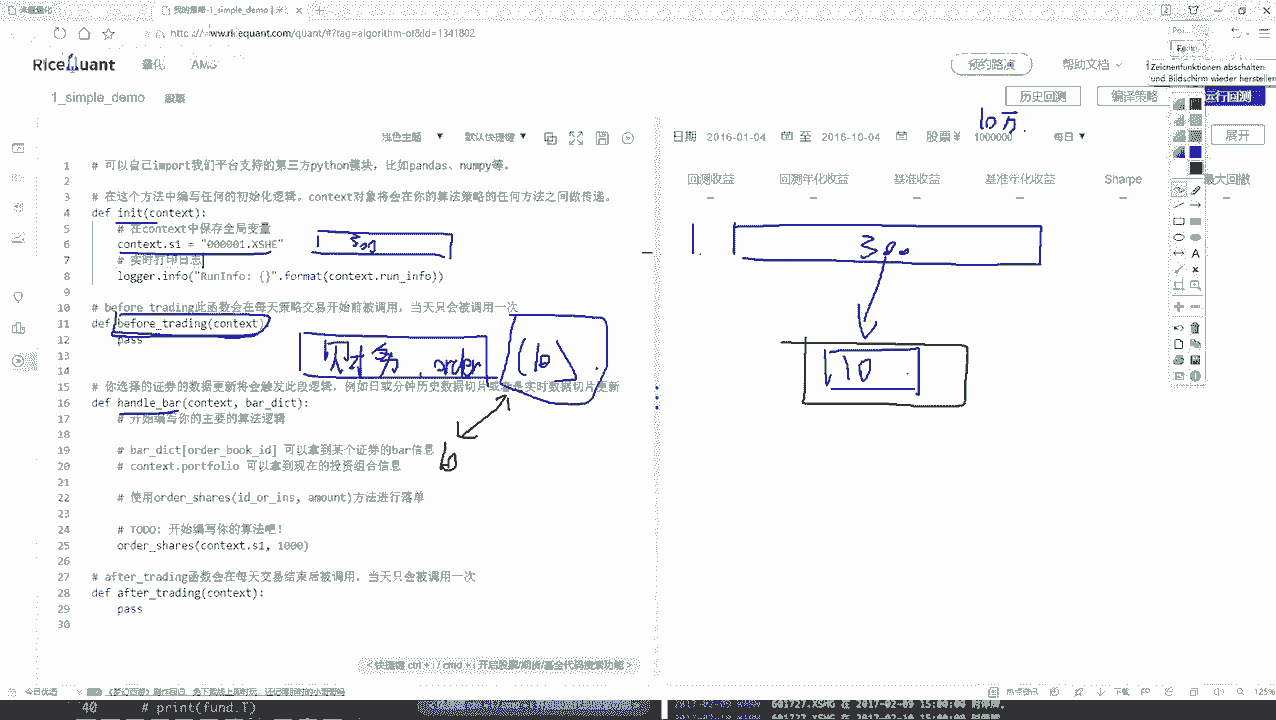 我的策略-1_simple_demo
2
ww.ricequant.com/quant/#?tag=algorithm-of&id=1341802
RiceQuant
量化
AMS
预约路演
帮助文档
Zeichenfunktionen abschalten
und Bildschirm wieder herstellen
1_simple_demo
股票
历史回测
编译策略
运行回测
10万.
浅色主题
默认快捷键
日期 2016-01-04 至 2016-10-04 股票 ¥ 1000000 每日
展开
回测收益 回测年化收益 基准收益 基准年化收益 Sharpe 最大回撤
1 # 可以自己import我们平台支持的第三方python模块，比如pandas、numpy等。
2
3 # 在这个方法中编写任何的初始化逻辑。context对象将会在你的算法策略的任何方法之间做传递。
4 def init(context):
5 # 在context中保存全局变量
6 context.s1 = "000001.XSHE"
7 # 实时打印日志
8 logger.info("RunInfo: {}".format(context.run_info))
9
10 # before_trading此函数会在每天策略交易开始前被调用，当天只会被调用一次
11 def before_trading(context):
12 pass
13
14
15 # 你选择的证券的数据更新将会触发此段逻辑，例如日或分钟历史数据切片或者是实时数据切片更新
16 def handle_bar(context, bar_dict):
17 # 开始编写你的主要的算法逻辑
18
19 # bar_dict[order_book_id] 可以拿到某个证券的bar信息
20 # context.portfolio 可以拿到现在的投资组合信息
21
22 # 使用order_shares(id_or_ins, amount)方法进行落单
23
24 # TODO: 开始编写你的算法吧！
25 order_shares(context.s1, 1000)
26
27 # after_trading函数会在每天交易结束后被调用，当天只会被调用一次
28 def after_trading(context):
29 pass
30
300
财务 order (10)
10
1.
300
10
快捷键 ctrl + i / cmd + i 开启股票/期货/基金代码搜索功能
今日优选
下载
125%
40 # print(fund.T)